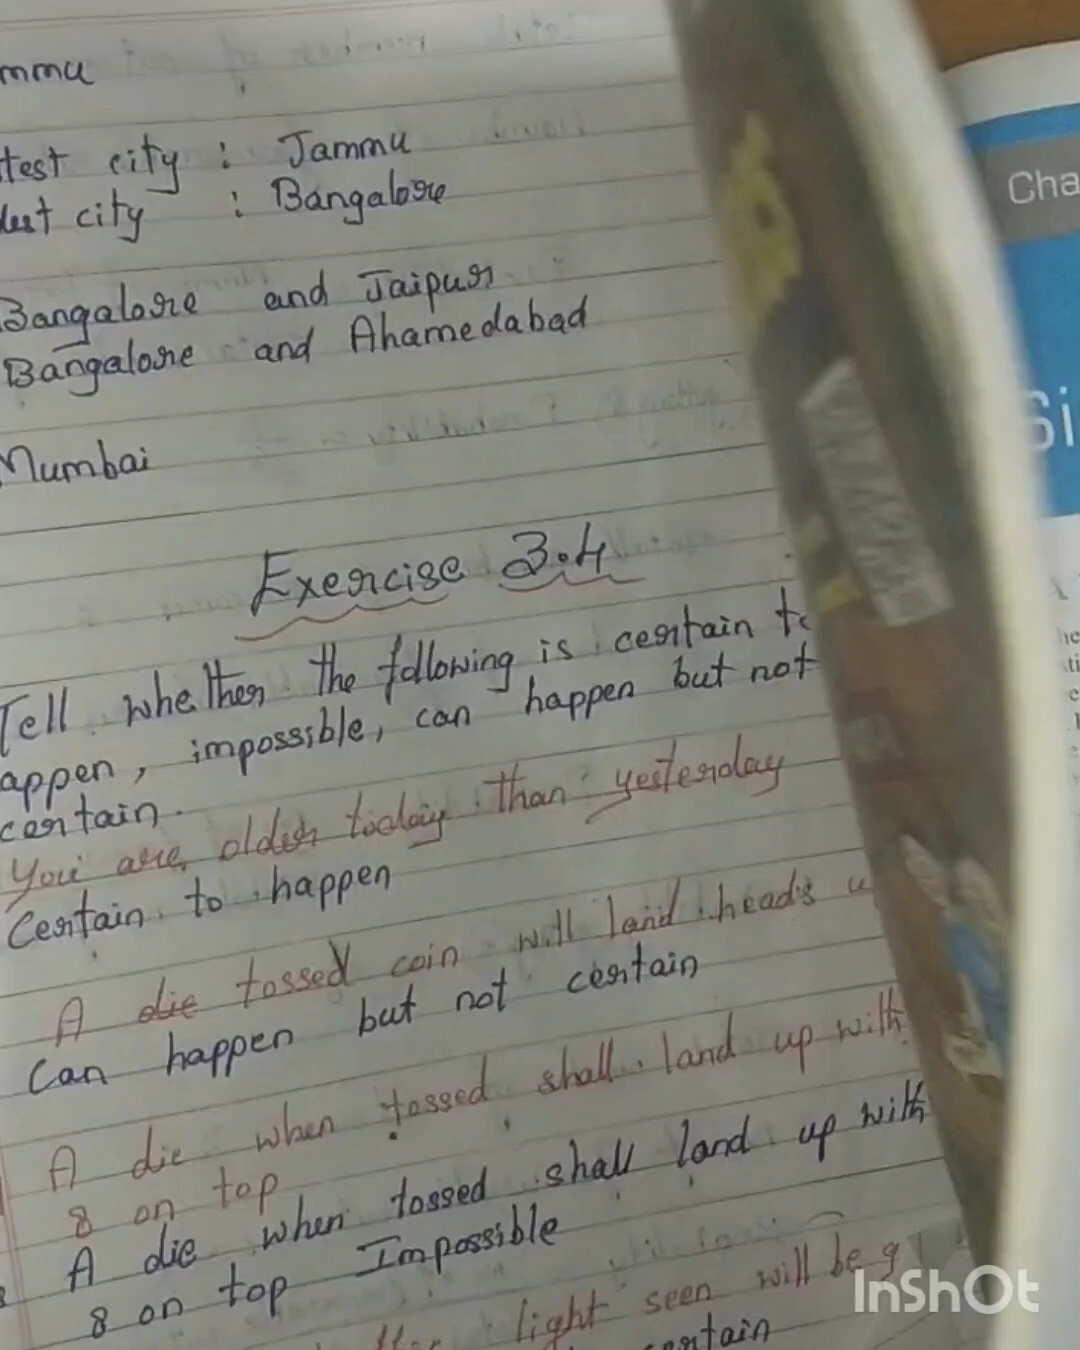 mmu
test city : Jammu
city : Bangalore
Bangalore and Jaipur
Bangalore and Ahamedabad
Mumbai
Exercise 3.4
Tell whether the following is certain to
appen, impossible, can happen but not
certain.
You are older today than yesterday
Certain to happen
A die tossed coin will land heads
Can happen but not certain
A die when tossed shall land up with
8 on top
A die when tossed shall land up with
8 on top Impossible
light seen will be g
ertain
Cha
Si
InShOt